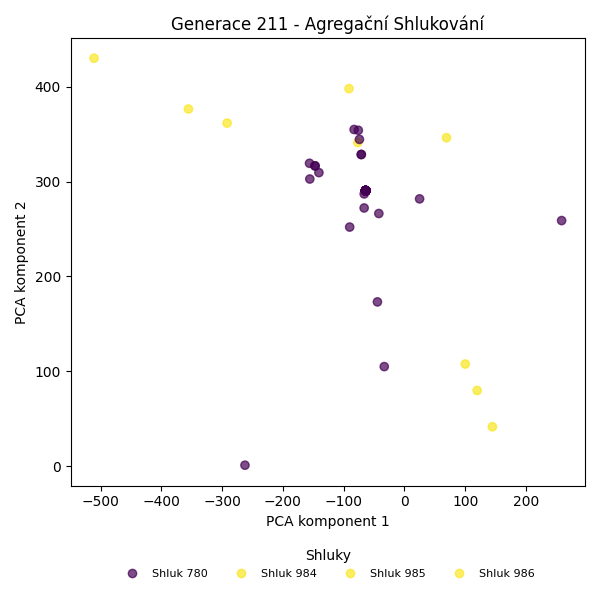 Generace 211 - Agregační Shlukování
400
300
200
100
0
PCA komponent 2
−500 −400 −300 −200 −100 0 100 200
PCA komponent 1
Shluky
Shluk 780 Shluk 984 Shluk 985 Shluk 986